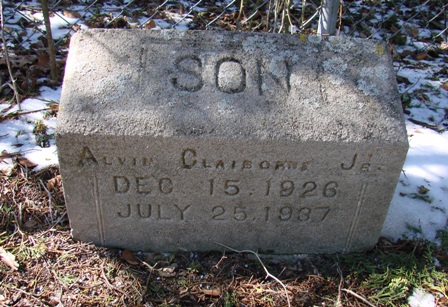 SON
ALVIN CLAIBORNE JR.
DEC 15.1926
JULY 25.1937